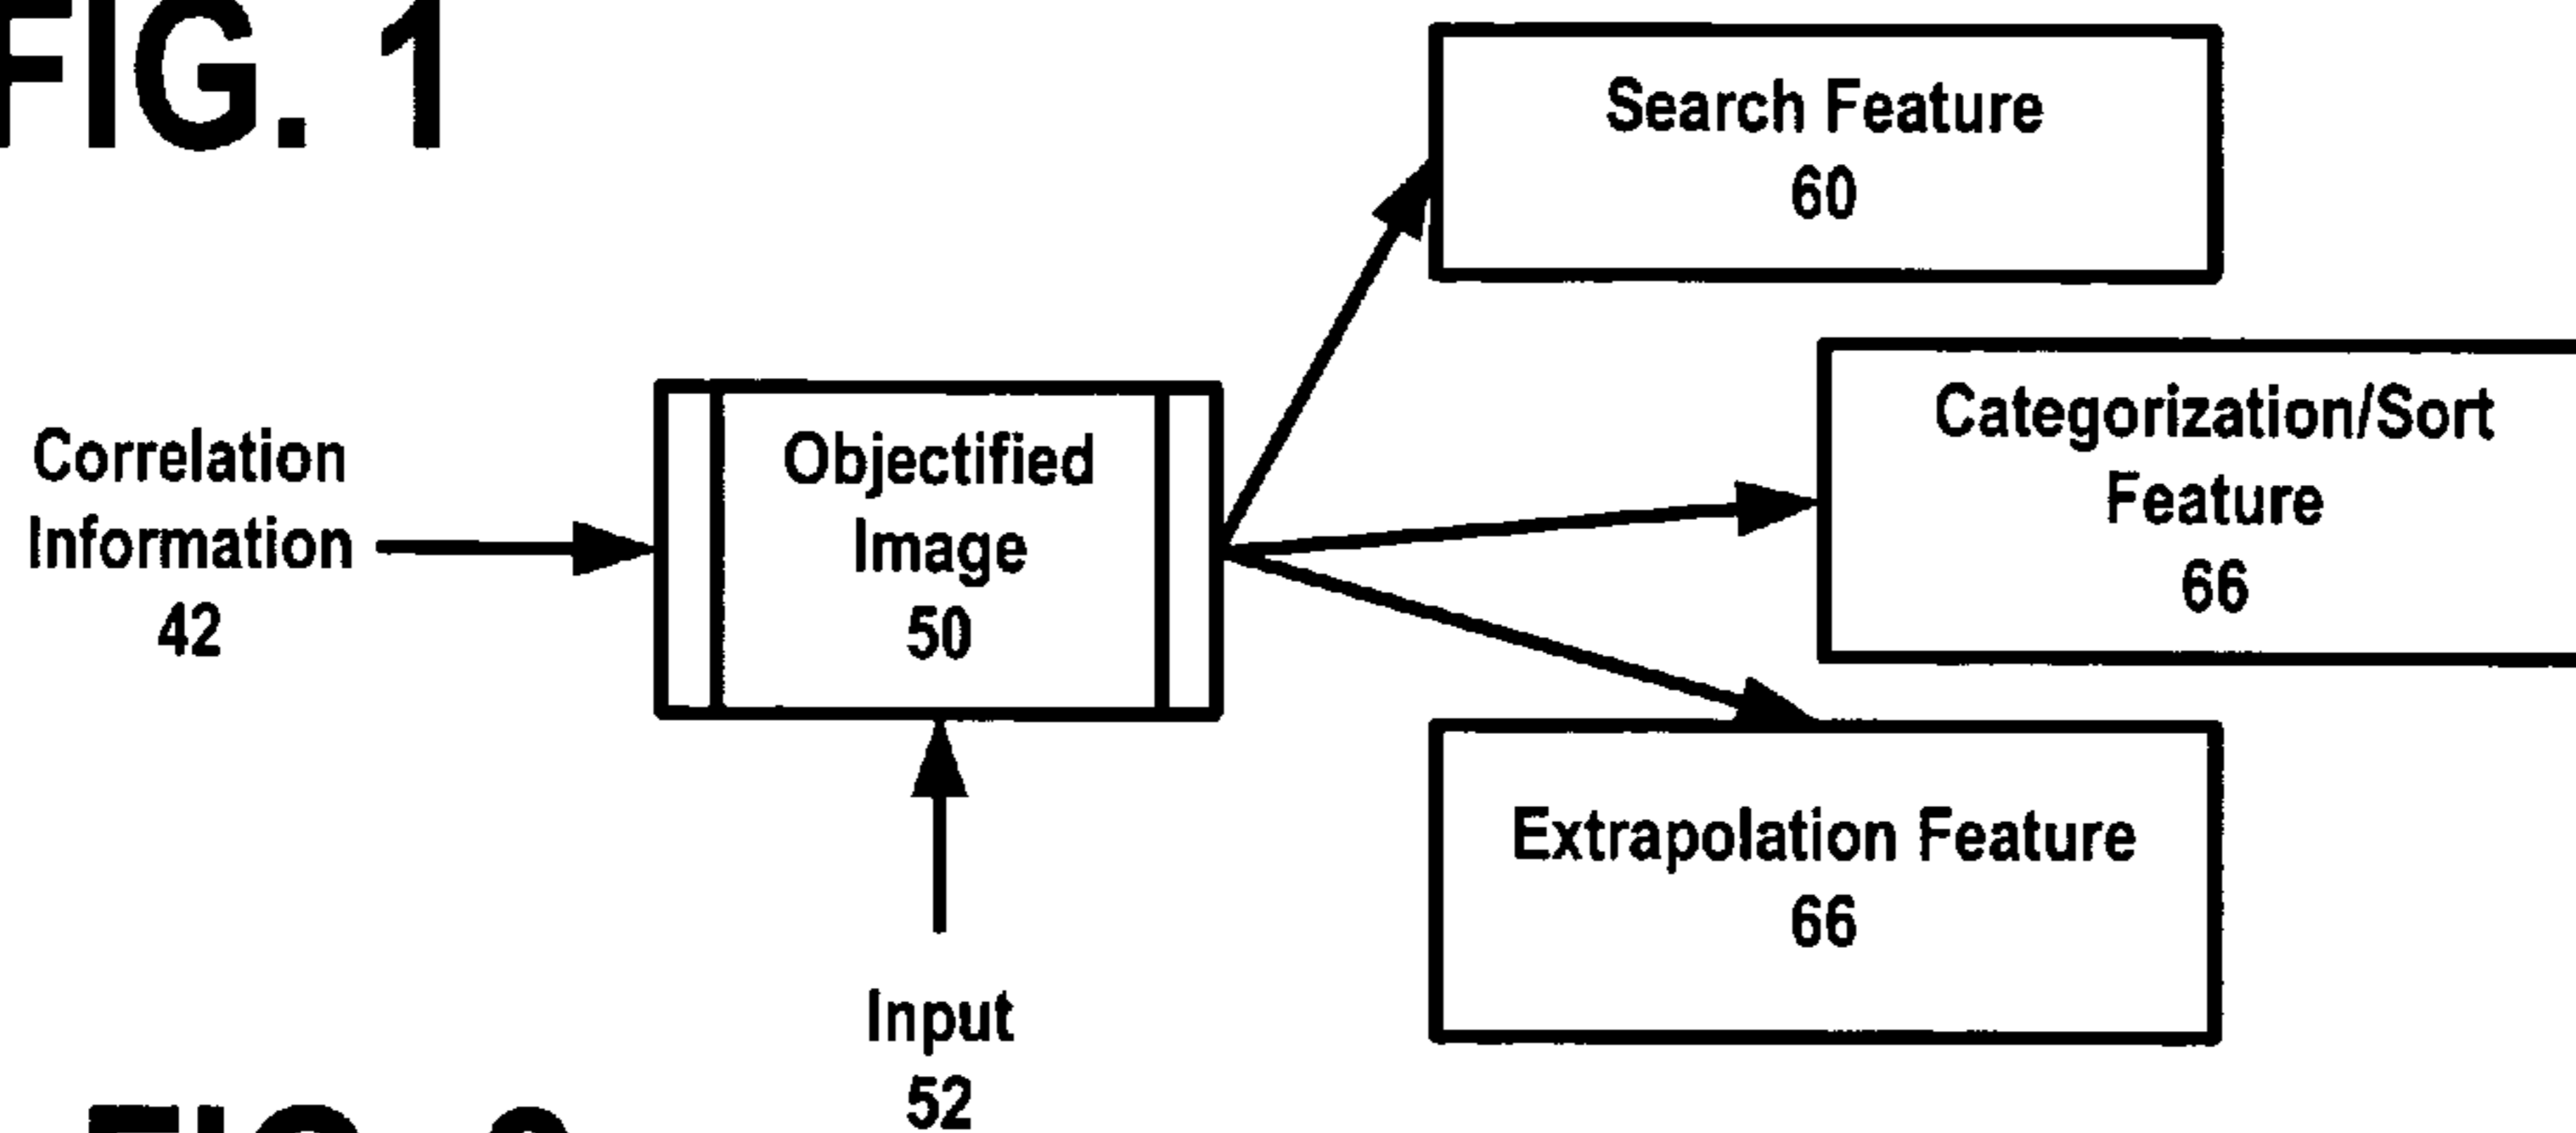 FIG. 1
Search Feature
60
Categorization/Sort
Feature
66
Correlation
Information
42
Objectified
Image
50
Extrapolation Feature
66
Input
52